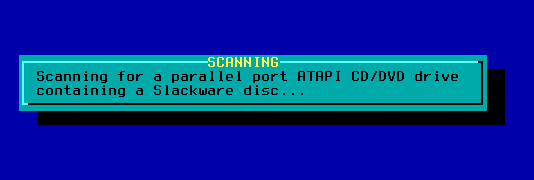 SCANNING
Scanning for a parallel port ATAPI CD/DVD drive
containing a Slackware disc...